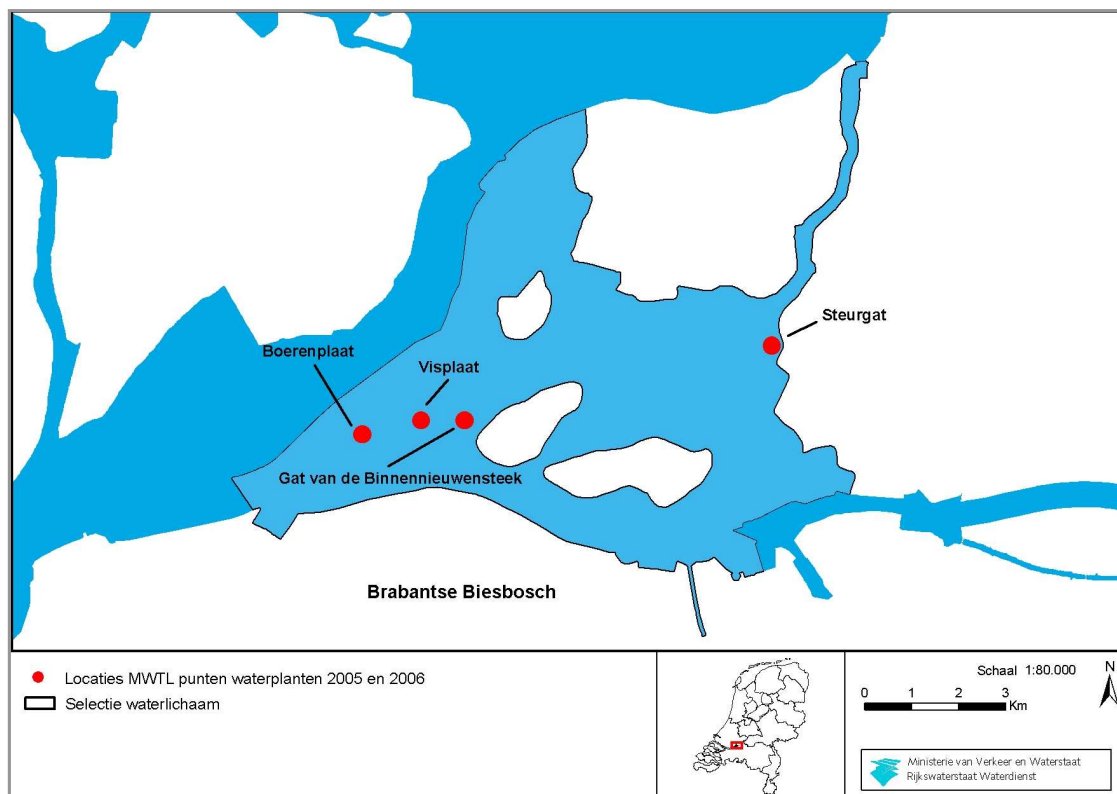 Steurgat
Boerenplaat
Visplaat
Gat van de Binnennieuwensteek
Brabantse Biesbosch
Locaties MWTL punten waterplanten 2005 en 2006
Selectie waterlichaam
Schaal 1:80.000
N
0 1 2 3
Km
Ministerie van Verkeer en Waterstaat
Rijkswaterstaat Waterdienst